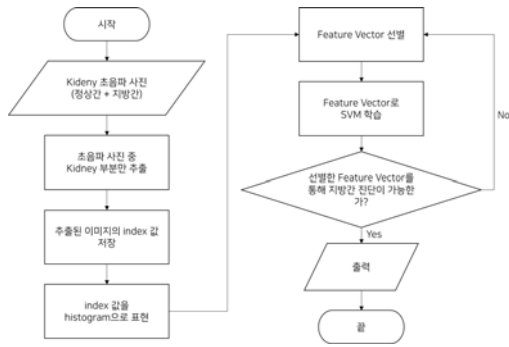 시작
Kideny 초음파 사진
(정상간 + 지방간)
초음파 사진 중
Kidney 부분만 추출
추출된 이미지의 index 값
저장
index 값을
histogram으로 표현
Feature Vector 선별
Feature Vector로
SVM 학습
선별한 Feature Vector를
통해 지방간 진단이 가능한
가?
No
Yes
출력
끝